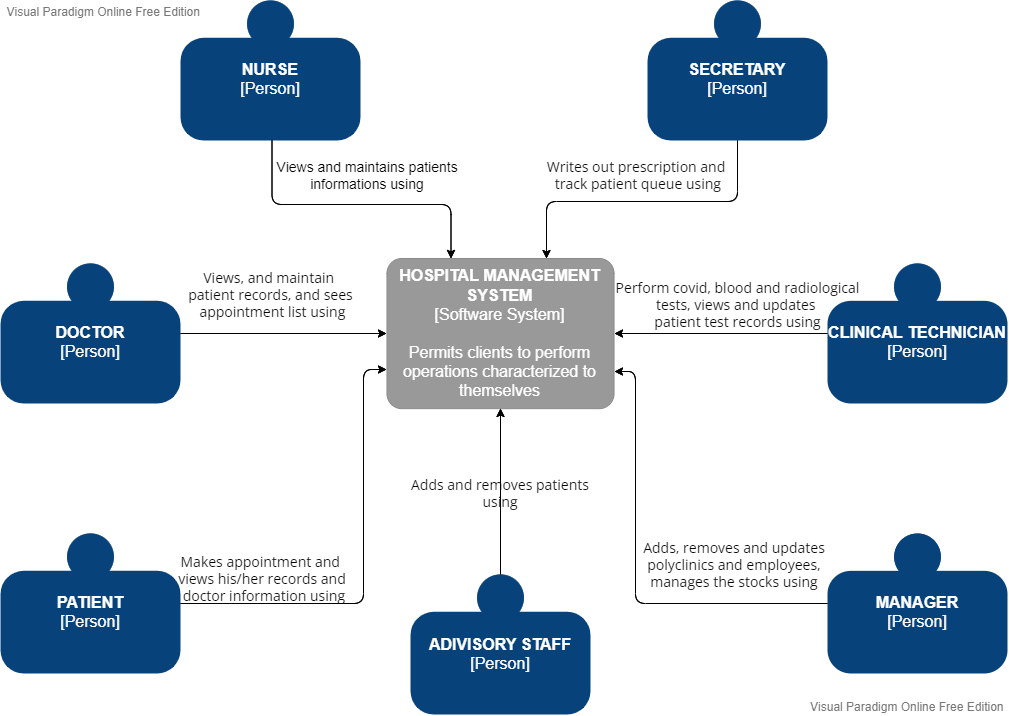 Visual Paradigm Online Free Edition
NURSE
[Person]
SECRETARY
[Person]
Views and maintains patients
informations using
Writes out prescription and
track patient queue using
HOSPITAL MANAGEMENT
SYSTEM
[Software System]
Permits clients to perform
operations characterized to
themselves
Views, and maintain
patient records, and sees
appointment list using
DOCTOR
[Person]
Perform covid, blood and radiological
tests, views and updates
patient test records using
CLINICAL TECHNICIAN
[Person]
Adds and removes patients
using
Makes appointment and
views his/her records and
doctor information using
PATIENT
[Person]
Adds, removes and updates
polyclinics and employees,
manages the stocks using
MANAGER
[Person]
ADIVISORY STAFF
[Person]
Visual Paradigm Online Free Edition